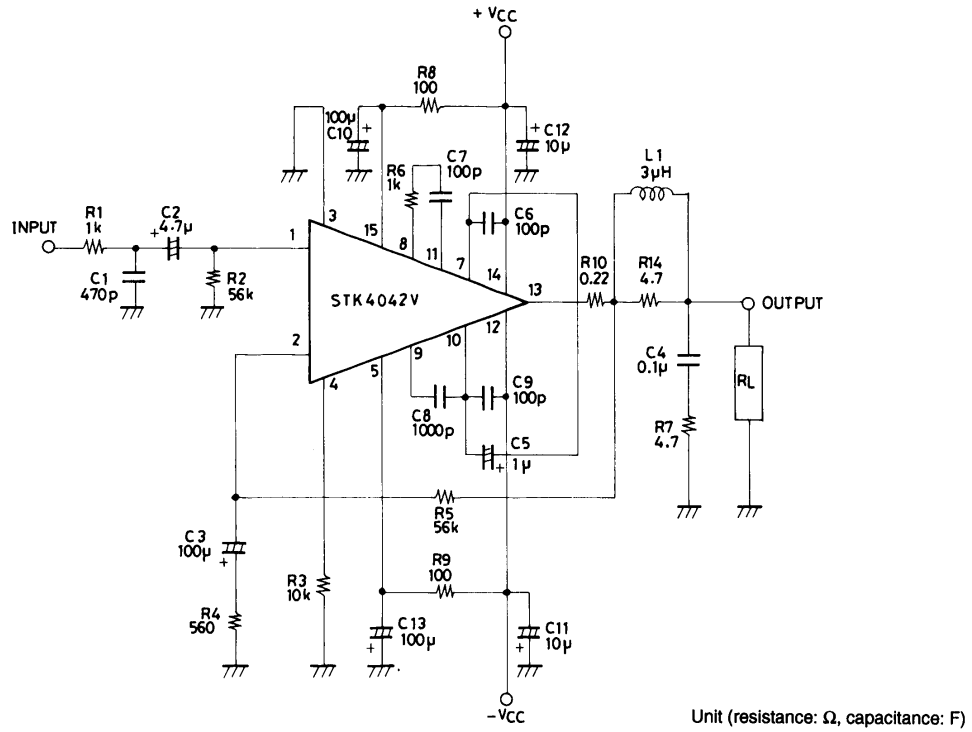 + VCC
R8
100
100µ
C10
+
+
C12
10µ
L1
3µH
C7
100p
R6
1k
R1
1k
C2
4.7µ
+
INPUT
3
15
8
11
7
14
C6
100p
R10
0.22
R14
4.7
1
C1
470p
R2
56k
STK4042V
13
OUTPUT
2
12
10
9
5
4
C4
0.1µ
RL
C9
100p
C8
1000p
R7
4.7
C5
1µ
+
R5
56k
C3
100µ
+
R9
100
R3
10k
R4
560
C13
100µ
+
C11
10µ
+
-VCC
Unit (resistance: Ω, capacitance: F)